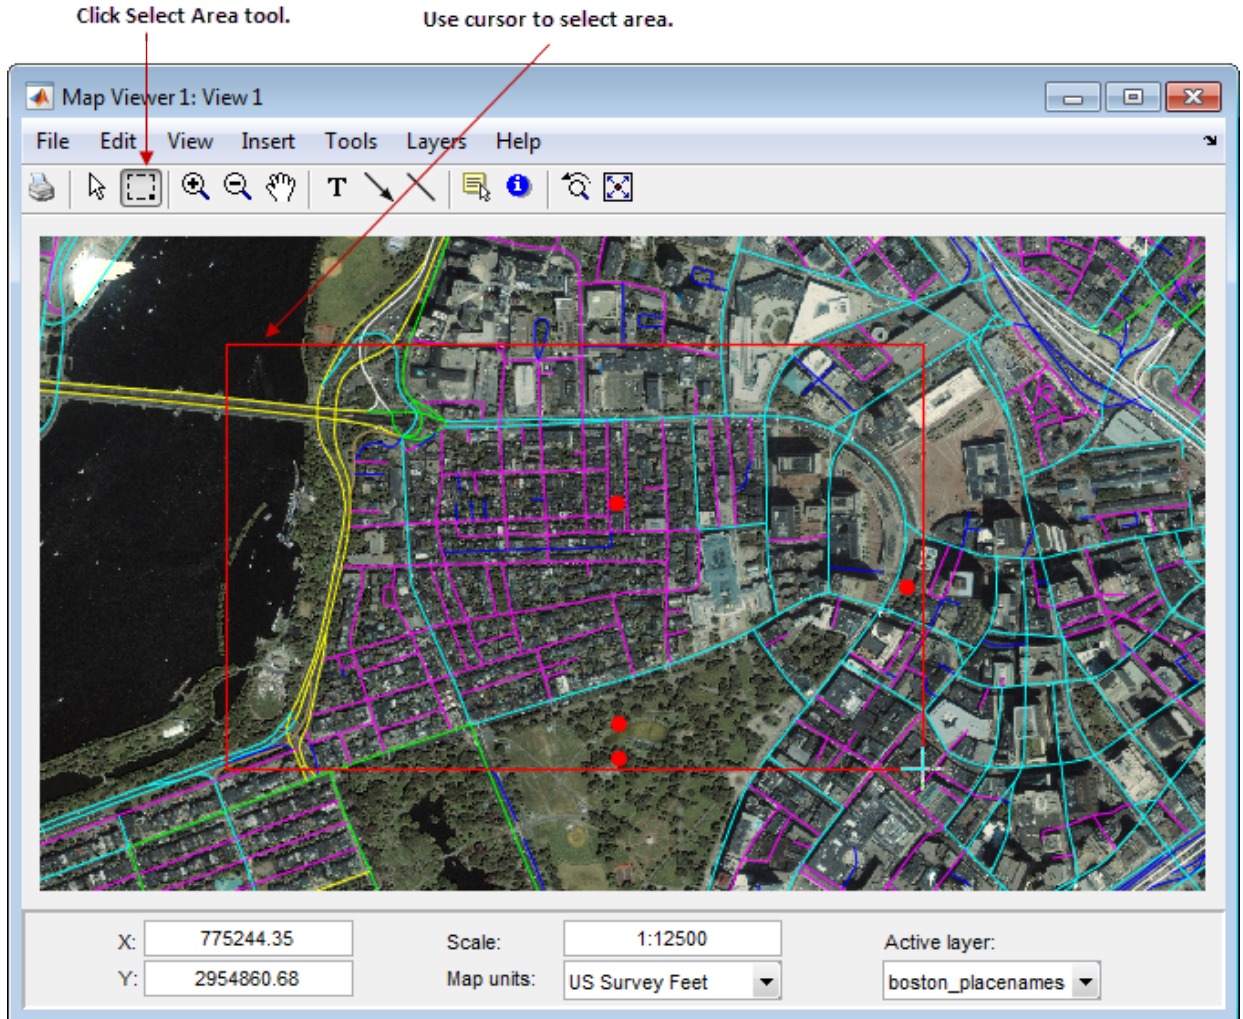 Click Select Area tool.
Use cursor to select area.
Map Viewer 1: View 1
File Edit View Insert Tools Layers Help
T
X: 775244.35 Scale: 1:12500 Active layer:
Y: 2954860.68 Map units: US Survey Feet boston_placenames